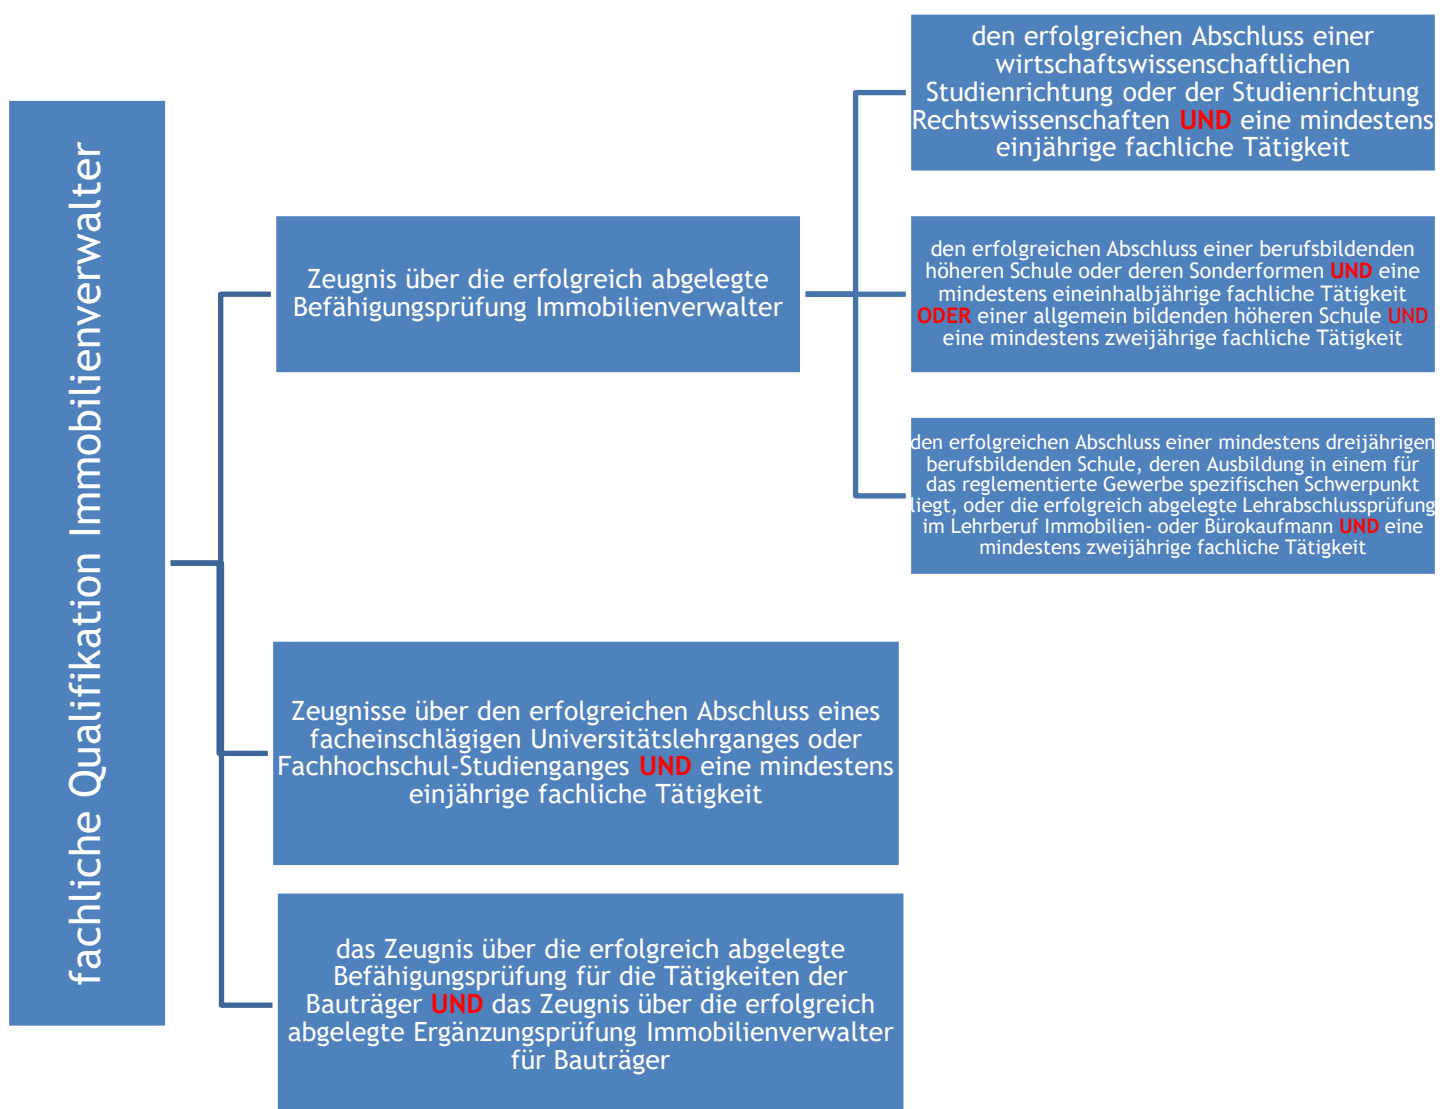 fachliche Qualifikation Immobilienverwalter
Zeugnis über die erfolgreich abgelegte
Befähigungsprüfung Immobilienverwalter
den erfolgreichen Abschluss einer
wirtschaftswissenschaftlichen
Studienrichtung oder der Studienrichtung
Rechtswissenschaften UND eine mindestens
einjährige fachliche Tätigkeit
den erfolgreichen Abschluss einer berufsbildenden
höheren Schule oder deren Sonderformen UND eine
mindestens eineinhalbjährige fachliche Tätigkeit
ODER einer allgemein bildenden höheren Schule UND
eine mindestens zweijährige fachliche Tätigkeit
den erfolgreichen Abschluss einer mindestens dreijährigen
berufsbildenden Schule, deren Ausbildung in einem für
das reglementierte Gewerbe spezifischen Schwerpunkt
liegt, oder die erfolgreich abgelegte Lehrabschlussprüfung
im Lehrberuf Immobilien- oder Bürokaufmann UND eine
mindestens zweijährige fachliche Tätigkeit
Zeugnisse über den erfolgreichen Abschluss eines
facheinschlägigen Universitätslehrganges oder
Fachhochschul-Studienganges UND eine mindestens
einjährige fachliche Tätigkeit
das Zeugnis über die erfolgreich abgelegte
Befähigungsprüfung für die Tätigkeiten der
Bauträger UND das Zeugnis über die erfolgreich
abgelegte Ergänzungsprüfung Immobilienverwalter
für Bauträger